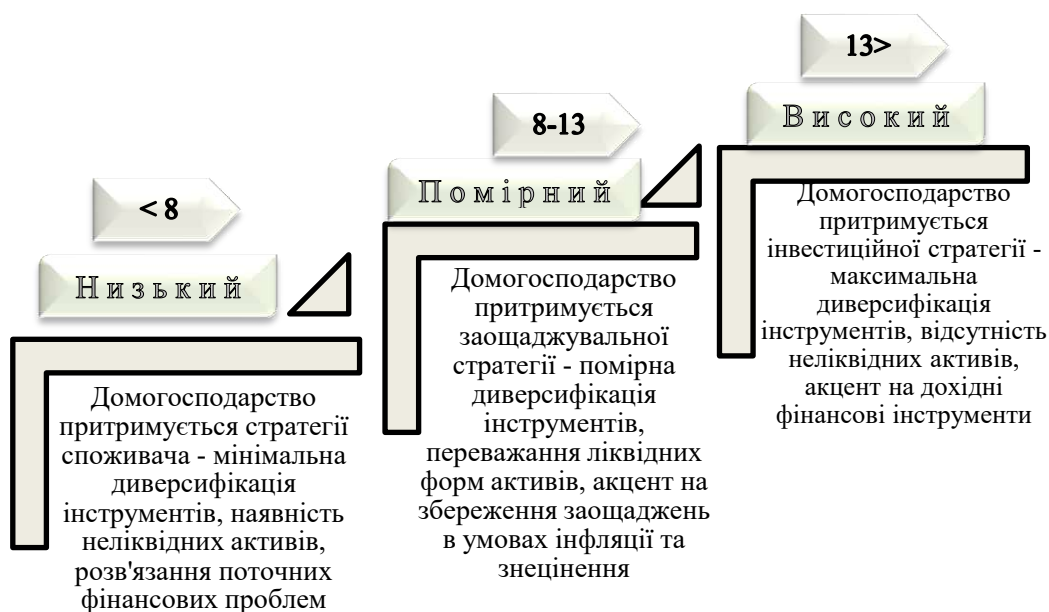 < 8
Низький
Домогосподарство
притримується стратегії
споживача - мінімальна
диверсифікація
інструментів, наявність
неліквідних активів,
розв'язання поточних
фінансових проблем
8-13
Помірний
Домогосподарство
притримується
заощаджувальної
стратегії - помірна
диверсифікація
інструментів,
переважання ліквідних
форм активів, акцент на
збереження заощаджень
в умовах інфляції та
знецінення
13>
Високий
Домогосподарство
притримується
інвестиційної стратегії -
максимальна
диверсифікація
інструментів, відсутність
неліквідних активів,
акцент на дохідні
фінансові інструменти